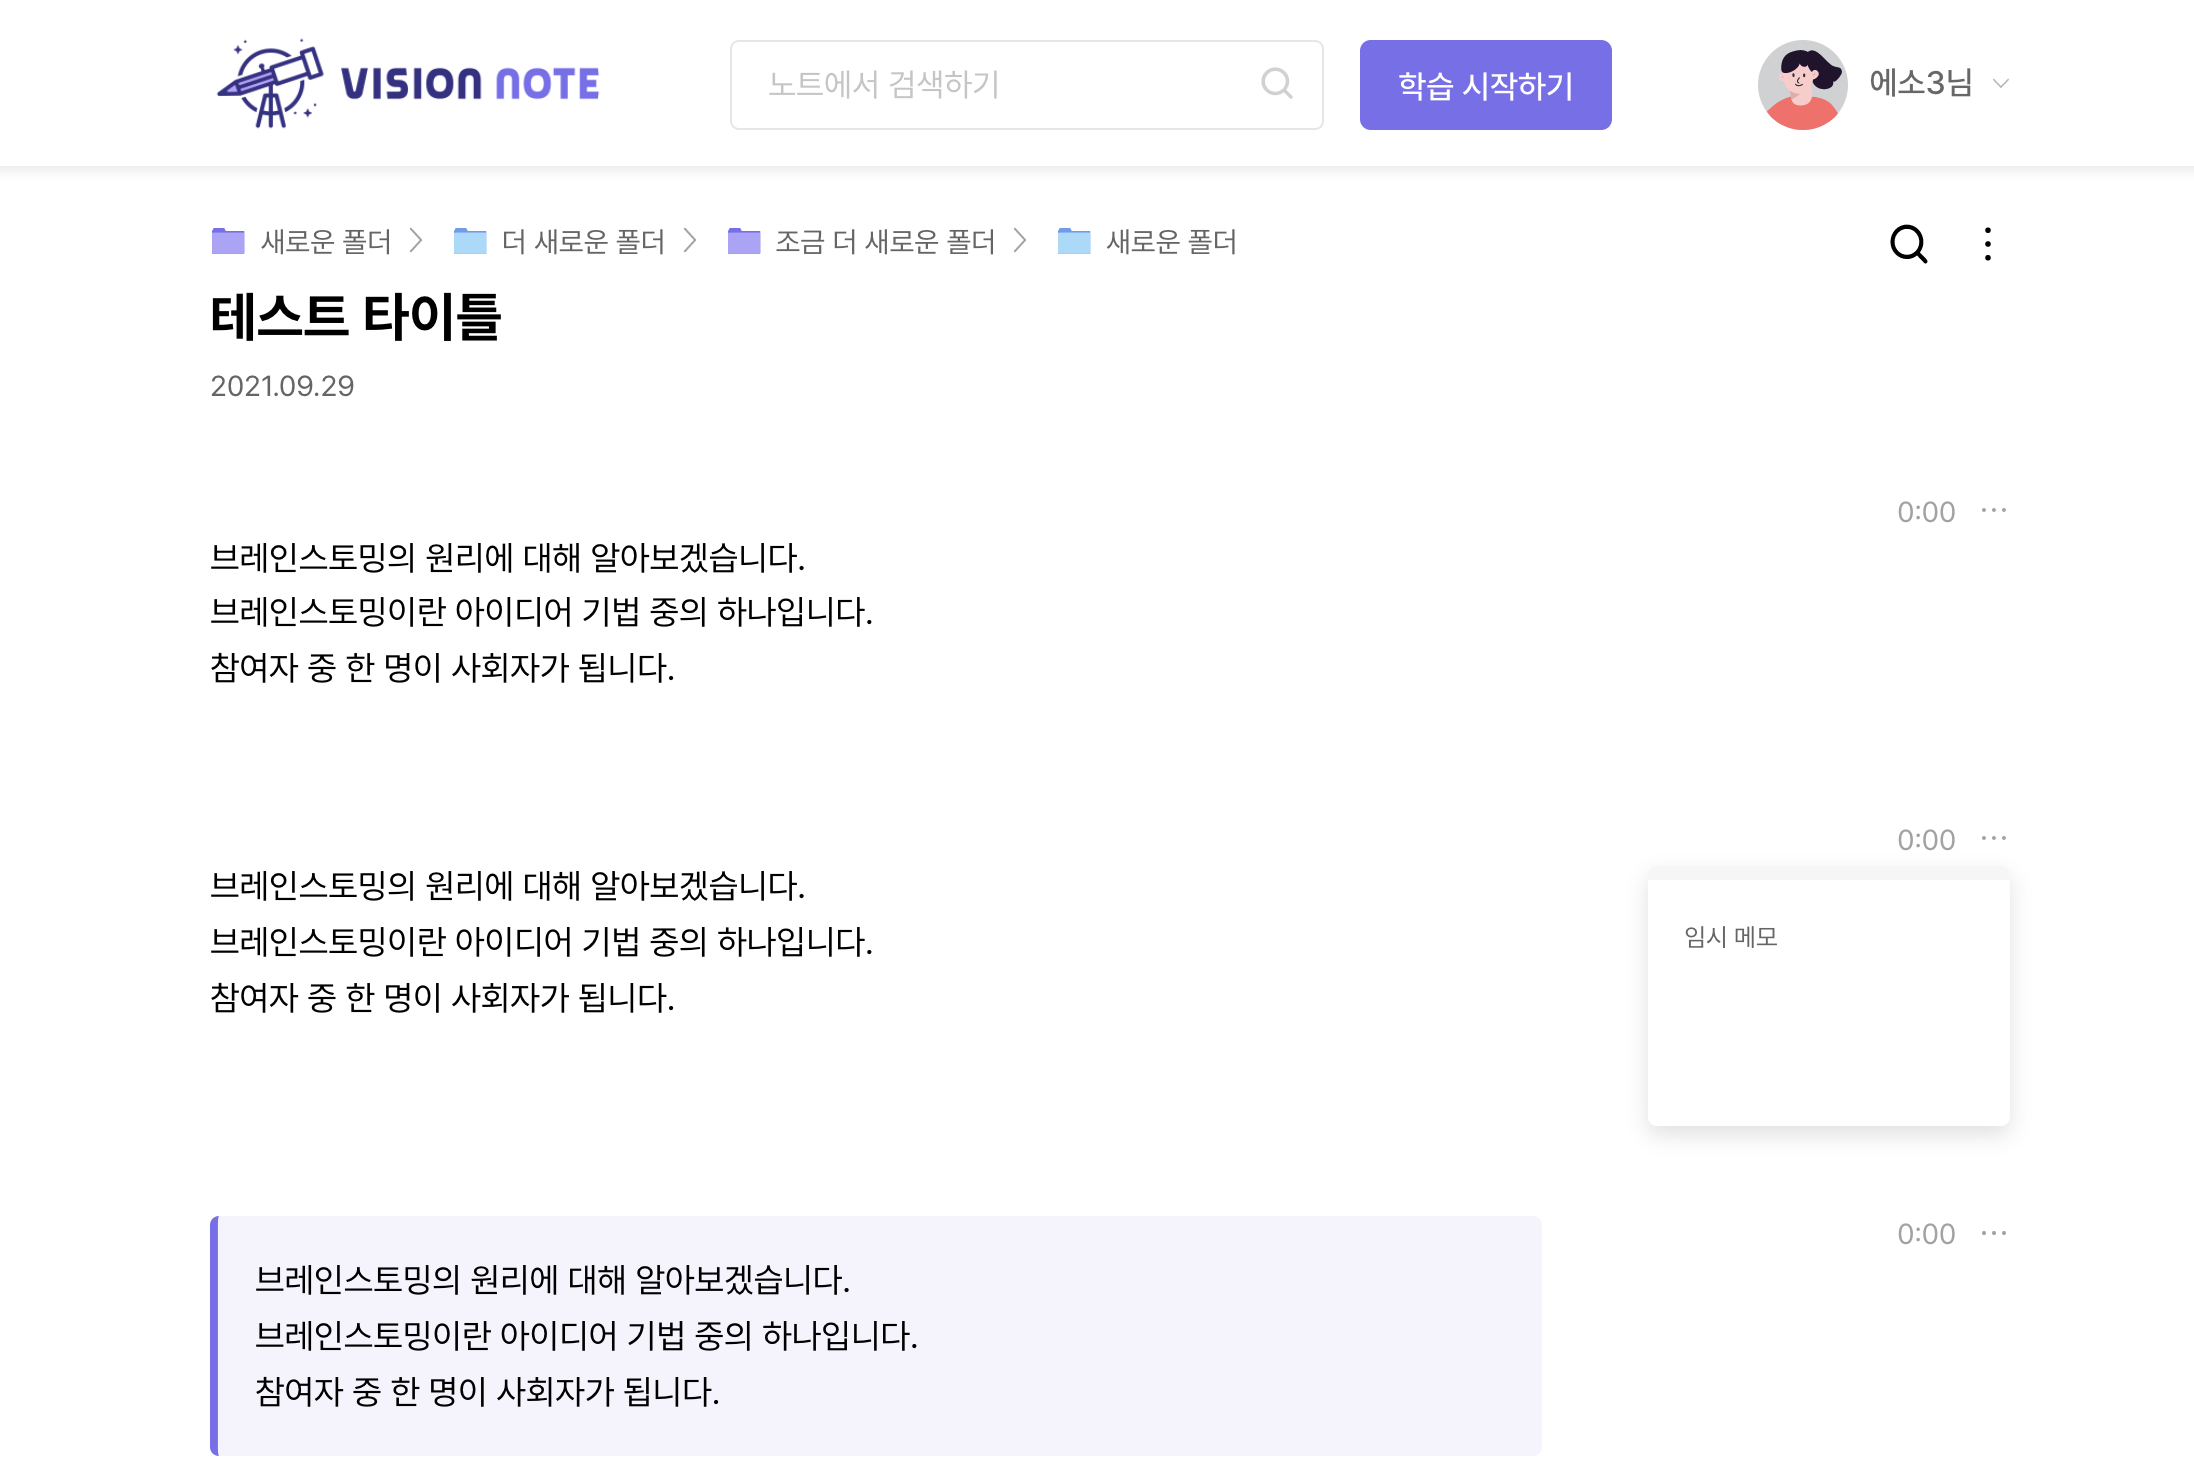 VISION NOTE
노트에서 검색하기
학습 시작하기
에소3님
새로운 폴더
더 새로운 폴더
조금 더 새로운 폴더
새로운 폴더
테스트 타이틀
2021.09.29
0:00
브레인스토밍의 원리에 대해 알아보겠습니다.
브레인스토밍이란 아이디어 기법 중의 하나입니다.
참여자 중 한 명이 사회자가 됩니다.
0:00
브레인스토밍의 원리에 대해 알아보겠습니다.
브레인스토밍이란 아이디어 기법 중의 하나입니다.
참여자 중 한 명이 사회자가 됩니다.
임시 메모
0:00
브레인스토밍의 원리에 대해 알아보겠습니다.
브레인스토밍이란 아이디어 기법 중의 하나입니다.
참여자 중 한 명이 사회자가 됩니다.